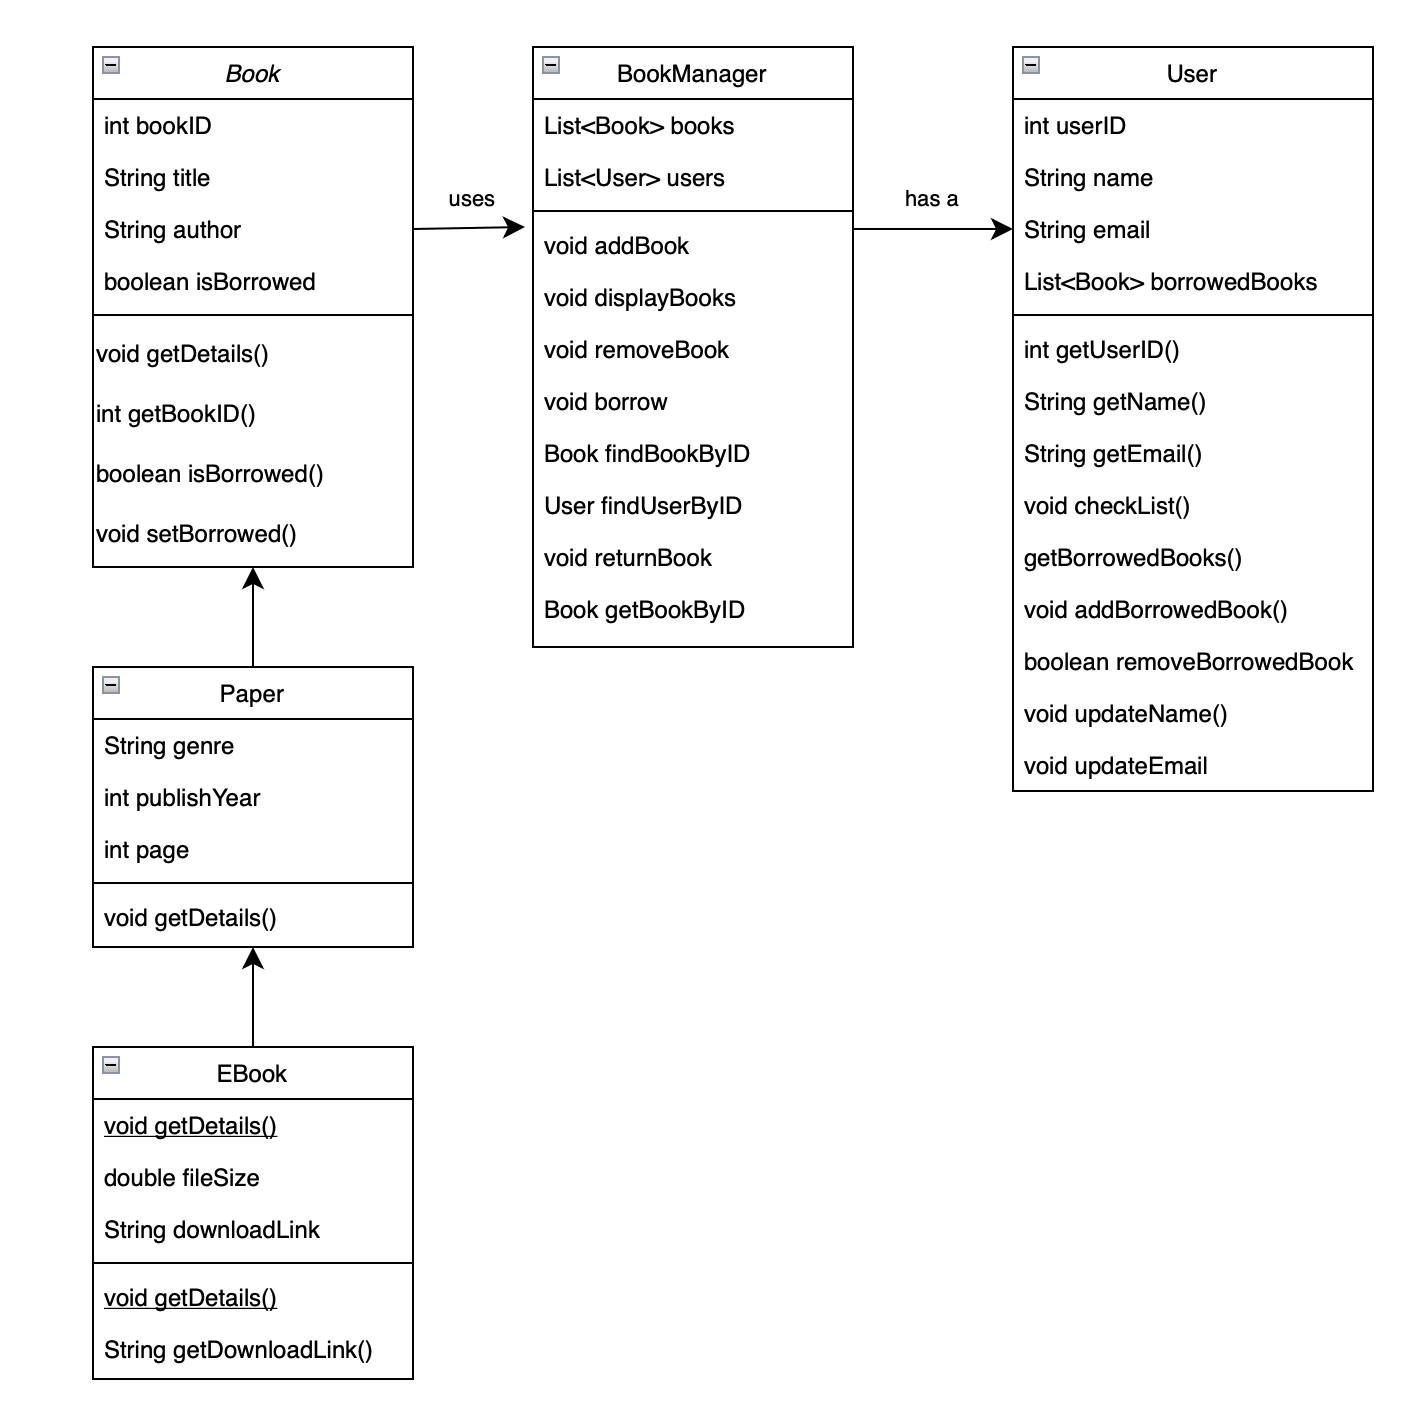 Book
int bookID
String title
String author
boolean isBorrowed
void getDetails()
int getBookID()
boolean isBorrowed()
void setBorrowed()
uses
BookManager
List<Book> books
List<User> users
void addBook
void displayBooks
void removeBook
void borrow
Book findBookByID
User findUserByID
void returnBook
Book getBookByID
has a
User
int userID
String name
String email
List<Book> borrowedBooks
int getUserID()
String getName()
String getEmail()
void checkList()
getBorrowedBooks()
void addBorrowedBook()
boolean removeBorrowedBook
void updateName()
void updateEmail
Paper
String genre
int publishYear
int page
void getDetails()
EBook
void getDetails()
double fileSize
String downloadLink
void getDetails()
String getDownloadLink()